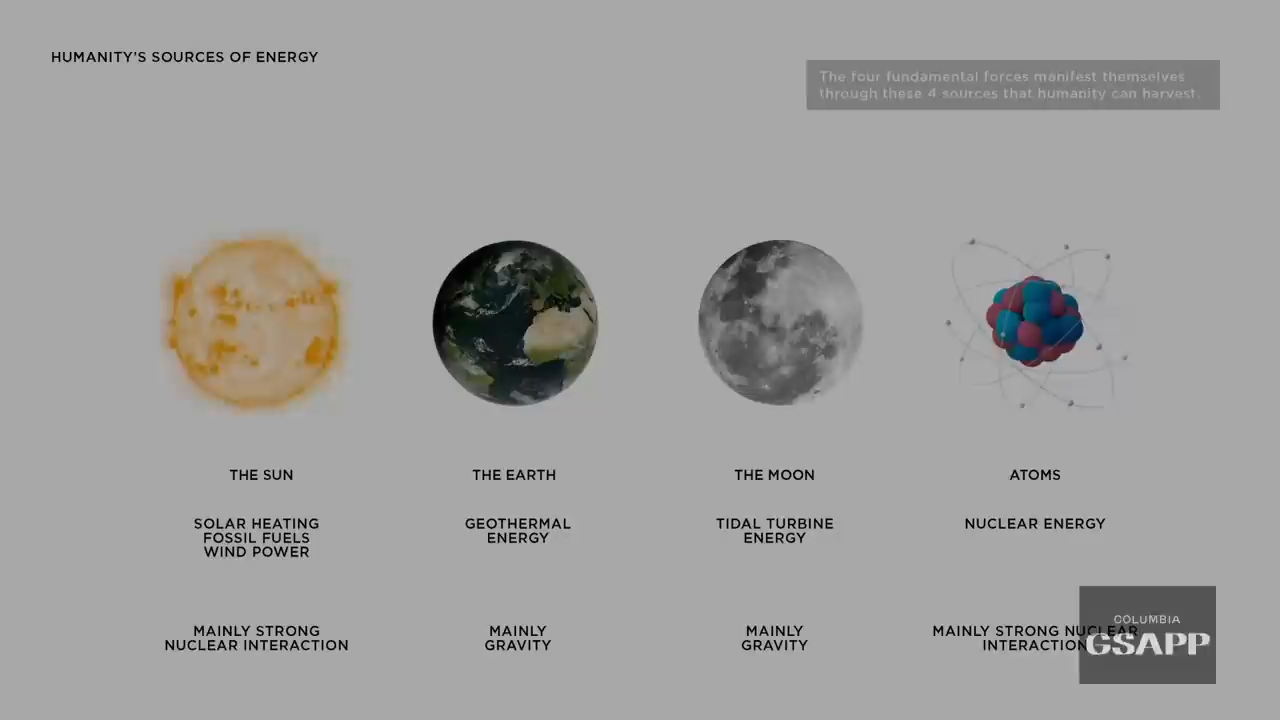 HUMANITY'S SOURCES OF ENERGY
The four fundamental forces manifest themselves
through these 4 sources that humanity can harvest.
THE SUN
SOLAR HEATING
FOSSIL FUELS
WIND POWER
MAINLY STRONG
NUCLEAR INTERACTION
THE EARTH
GEOTHERMAL
ENERGY
MAINLY
GRAVITY
THE MOON
TIDAL TURBINE
ENERGY
MAINLY
GRAVITY
ATOMS
NUCLEAR ENERGY
MAINLY STRONG NUCLEAR
INTERACTION
COLUMBIA
GSAPP